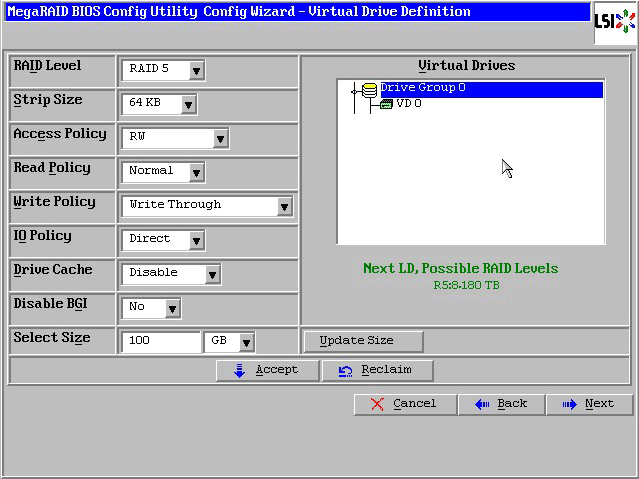 MegaRAID BIOS Config Utility Config Wizard - Virtual Drive Definition
LSI
RAID Level
RAID 5
Strip Size
64 KB
Access Policy
RW
Read Policy
Normal
Write Policy
Write Through
IO Policy
Direct
Drive Cache
Disable
Disable BGI
No
Select Size
100
GB
Virtual Drives
Drive Group 0
VD 0
Next LD, Possible RAID Levels
R5:8.180 TB
Update Size
Accept
Reclaim
Cancel
Back
Next